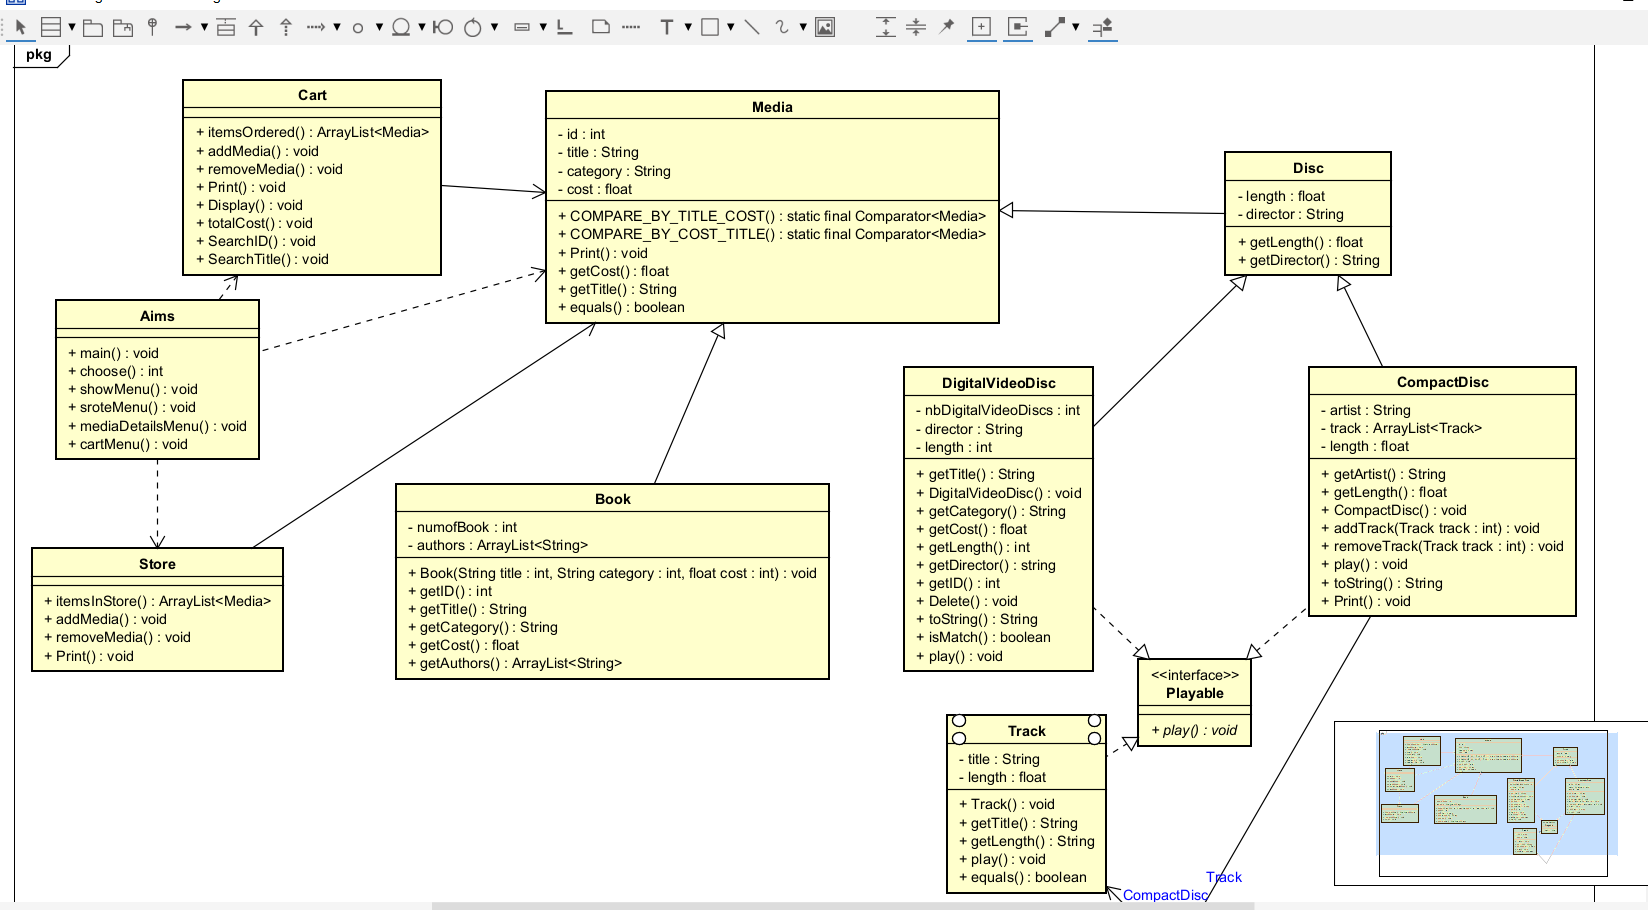 pkg
Cart
+ itemsOrdered() : ArrayList<Media>
+ addMedia() : void
+ removeMedia() : void
+ Print() : void
+ Display() : void
+ totalCost() : void
+ SearchID() : void
+ SearchTitle() : void
Media
- id : int
- title : String
- category : String
- cost : float
+ COMPARE_BY_TITLE_COST() : static final Comparator<Media>
+ COMPARE_BY_COST_TITLE() : static final Comparator<Media>
+ Print() : void
+ getCost() : float
+ getTitle() : String
+ equals() : boolean
Disc
- length : float
- director : String
+ getLength() : float
+ getDirector() : String
Aims
+ main() : void
+ choose() : int
+ showMenu() : void
+ sroteMenu() : void
+ mediaDetailsMenu() : void
+ cartMenu() : void
DigitalVideoDisc
- nbDigitalVideoDiscs : int
- director : String
- length : int
+ getTitle() : String
+ DigitalVideoDisc() : void
+ getCategory() : String
+ getCost() : float
+ getLength() : int
+ getDirector() : string
+ getID() : int
+ Delete() : void
+ toString() : String
+ isMatch() : boolean
+ play() : void
CompactDisc
- artist : String
- track : ArrayList<Track>
- length : float
+ getArtist() : String
+ getLength() : float
+ CompactDisc() : void
+ addTrack(Track track : int) : void
+ removeTrack(Track track : int) : void
+ play() : void
+ toString() : String
+ Print() : void
Book
- numofBook : int
- authors : ArrayList<String>
+ Book(String title : int, String category : int, float cost : int) : void
+ getID() : int
+ getTitle() : String
+ getCategory() : String
+ getCost() : float
+ getAuthors() : ArrayList<String>
Store
+ itemsInStore() : ArrayList<Media>
+ addMedia() : void
+ removeMedia() : void
+ Print() : void
<<interface>>
Playable
+ play() : void
Track
- title : String
- length : float
+ Track() : void
+ getTitle() : String
+ getLength() : String
+ play() : void
+ equals() : boolean
Track
CompactDisc